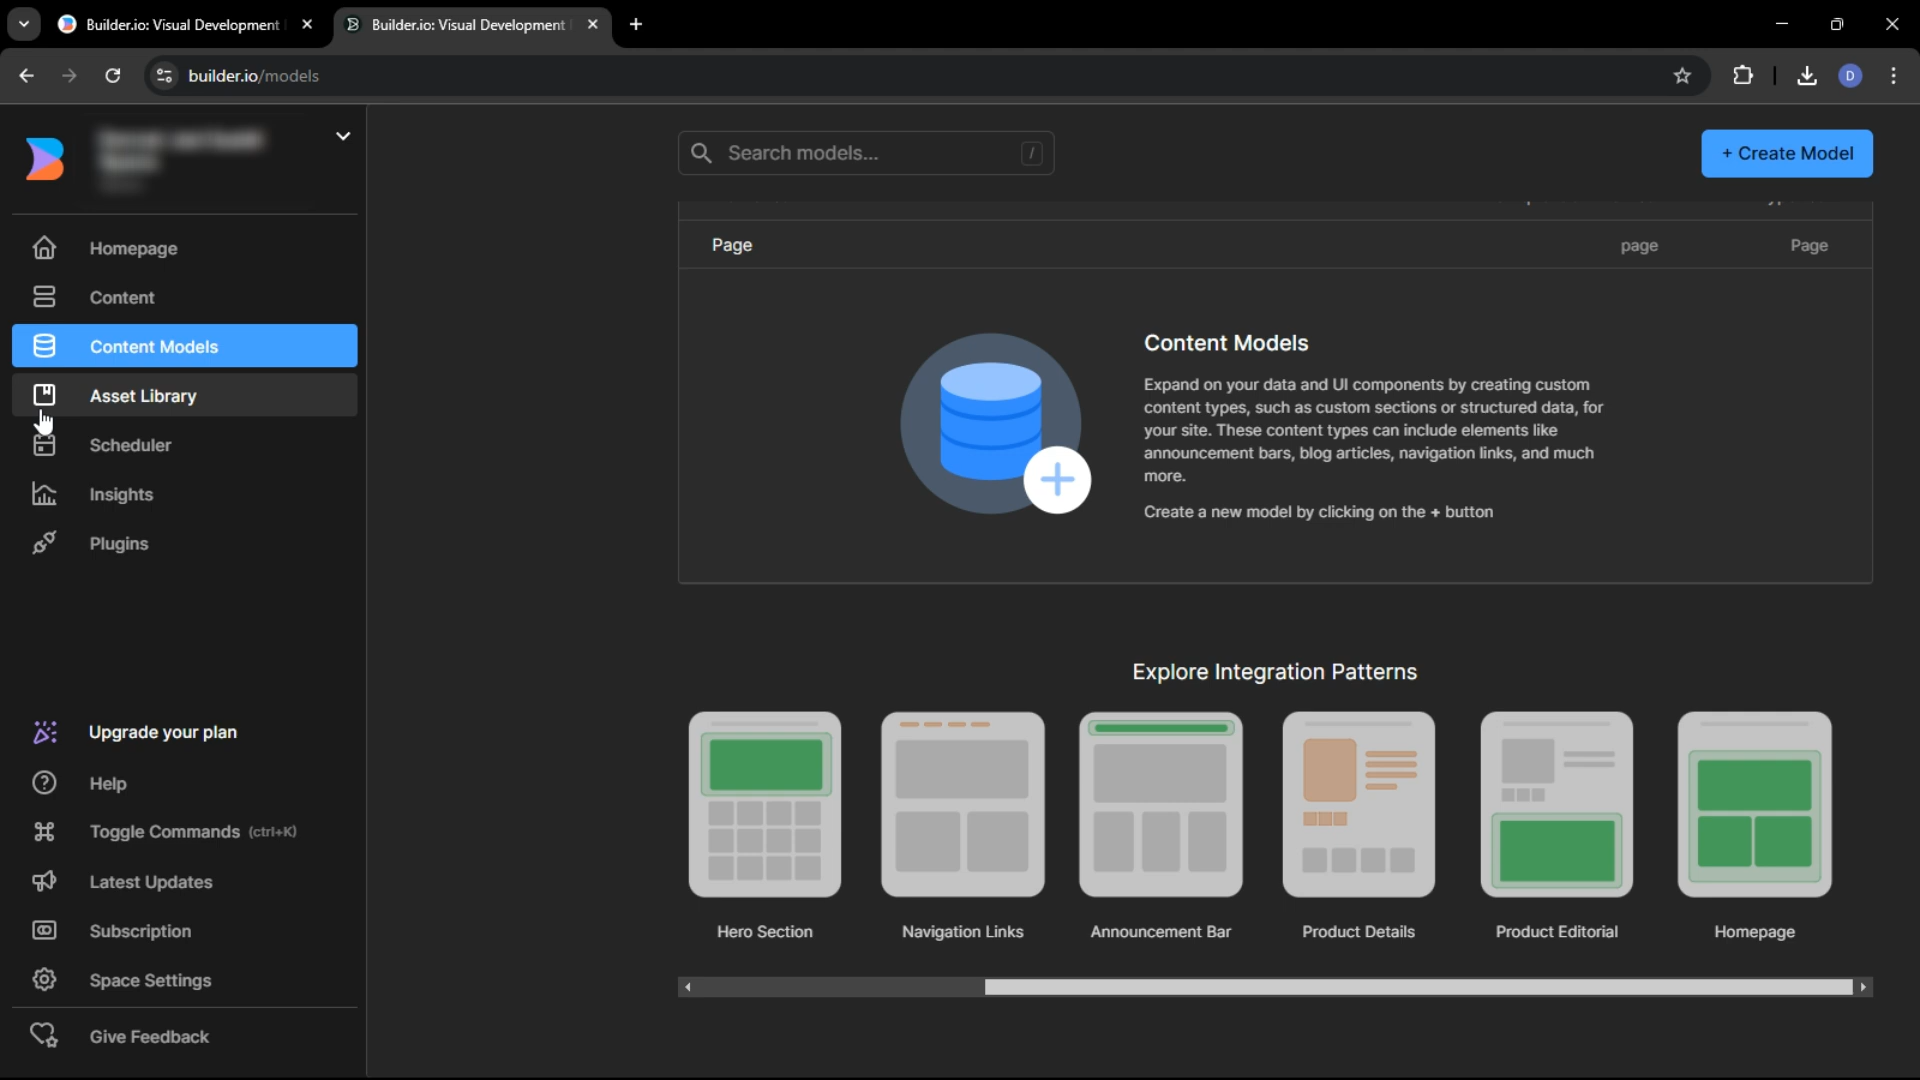 Builder.io: Visual Development
Builder.io: Visual Development
builder.io/models
D
Search models...
/
+ Create Model
Homepage
Content
Content Models
Asset Library
Scheduler
Insights
Plugins
Upgrade your plan
Help
Toggle Commands (ctrl+K)
Latest Updates
Subscription
Space Settings
Give Feedback
Page page Page
Content Models
Expand on your data and UI components by creating custom
content types, such as custom sections or structured data, for
your site. These content types can include elements like
announcement bars, blog articles, navigation links, and much
more.
Create a new model by clicking on the + button
Explore Integration Patterns
Hero Section
Navigation Links
Announcement Bar
Product Details
Product Editorial
Homepage